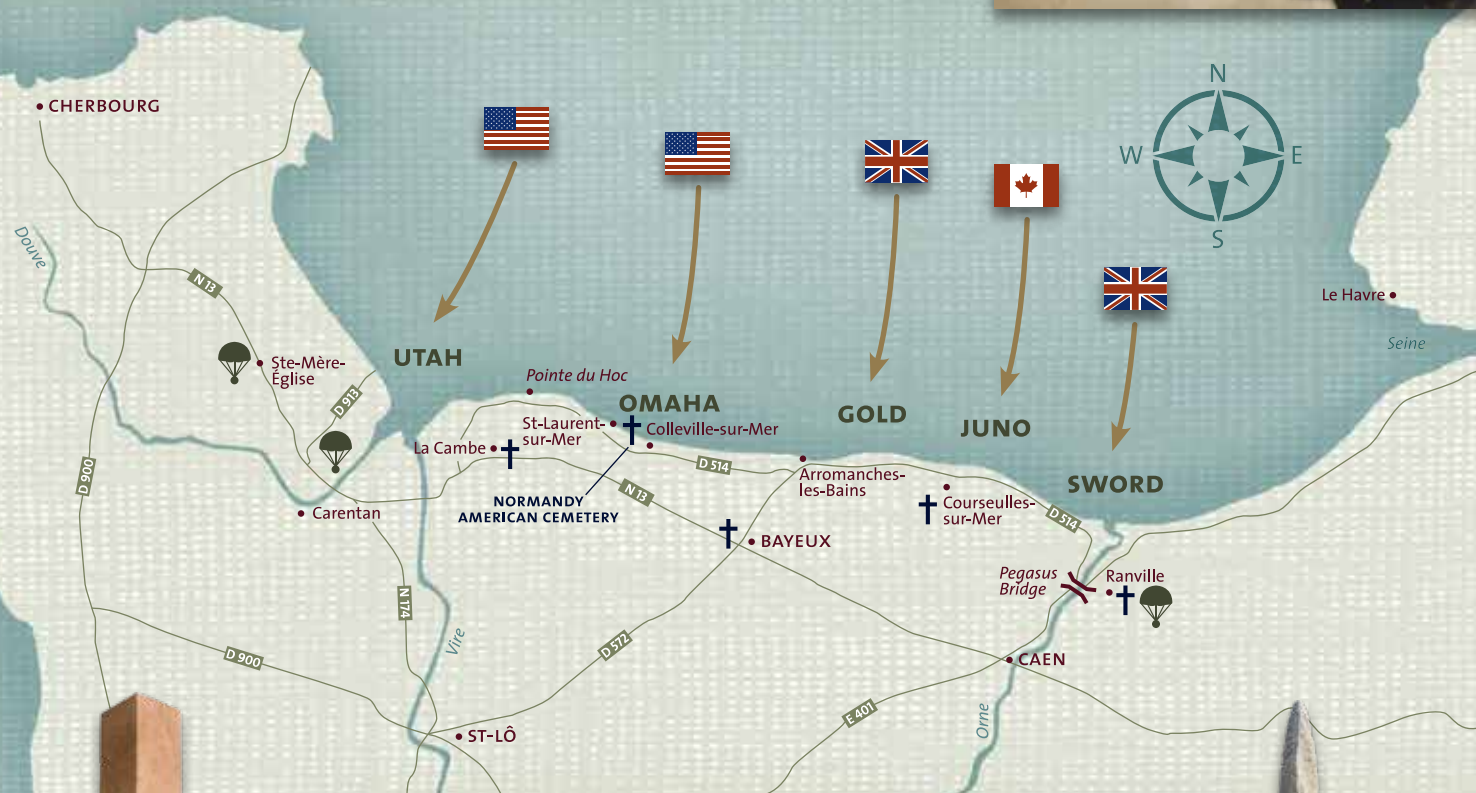 N
W
E
S
CHERBOURG
Douve
N 13
Le Havre
Seine
UTAH
Ste-Mère-
Église
Pointe du Hoc
D 913
OMAHA
GOLD
JUNO
St-Laurent-
sur-Mer
Colleville-sur-Mer
La Cambe
D 514
Arromanches-
les-Bains
SWORD
D 900
N 13
NORMANDY
AMERICAN CEMETERY
Courseulles-
sur-Mer
D 514
Carentan
BAYEUX
Pegasus
Bridge
Ranville
N 174
Vire
D 572
D 900
CAEN
E 401
Orne
ST-LÔ